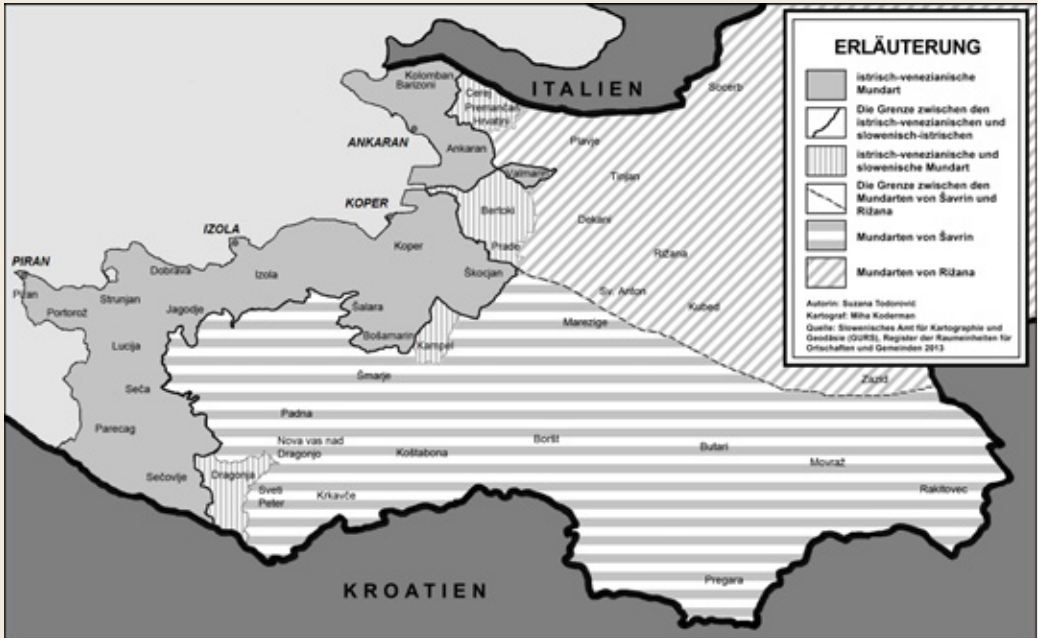 ERLÄUTERUNG
istrisch-venezianische
Mundart
Die Grenze zwischen den
istrisch-venezianischen und
slowenisch-istrischen
istrisch-venezianische und
slowenische Mundart
Die Grenze zwischen den
Mundarten von Šavrin und
Rižana
Mundarten von Šavrin
Mundarten von Rižana
Autorin: Suzana Todorović
Kartograf: Miha Koderman
Quelle: Slowenisches Amt für Kartographie und
Geodäsie (GURS), Register der Raumeinheiten für
Ortschaften und Gemeinden 2013
ITALIEN
Kolomban
Barizoni
Cerej
Premančan
Hrvatini
Socerb
ANKARAN
Ankaran
Plavje
Valmarin
Tinjan
KOPER
Bertoki
Dekani
IZOLA
Koper
Prade
Rižana
PIRAN
Piran
Portorož
Strunjan
Dobrava
Izola
Škocjan
Sv. Anton
Kubed
Jagodje
Šalara
Bošamarin
Kampel
Marezige
Lucija
Šmarje
Zazid
Seča
Padna
Parecag
Nova vas nad
Dragonjo
Koštabona
Boršt
Butari
Movraž
Sečovlje
Dragonja
Sveti
Peter
Krkavče
Rakitovec
Pregara
KROATIEN